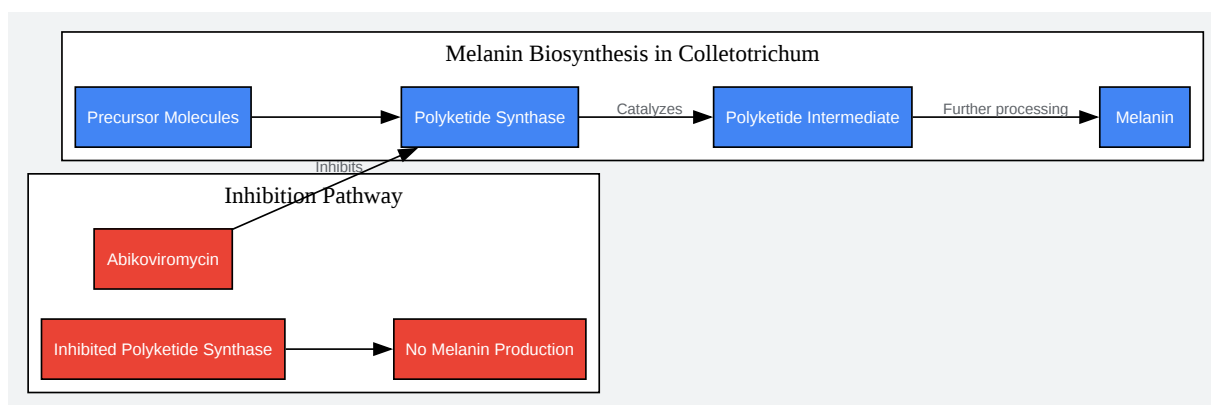 Melanin Biosynthesis in Colletotrichum
Precursor Molecules
Polyketide Synthase
Catalyzes
Polyketide Intermediate
Further processing
Melanin
Inhibits
Inhibition Pathway
Abikoviromycin
Inhibited Polyketide Synthase
No Melanin Production